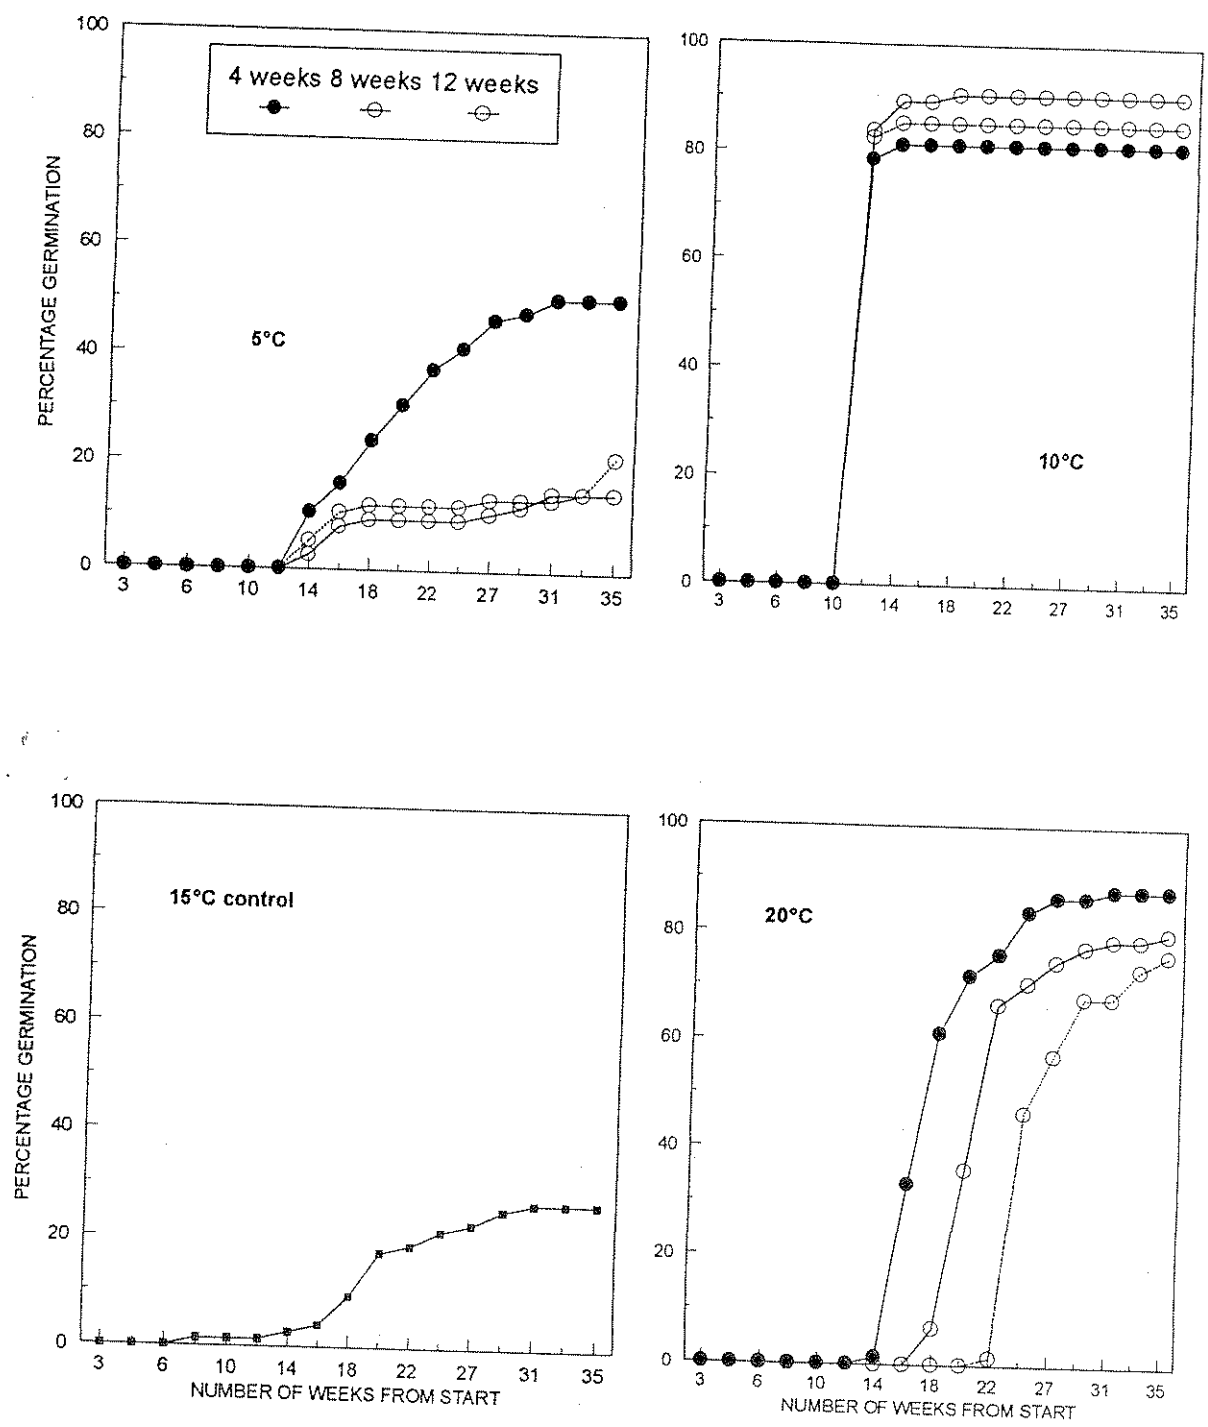 100
80
60
40
20
0
PERCENTAGE GERMINATION
4 weeks 8 weeks 12 weeks
5°C
3 6 10 14 18 22 27 31 35
100
80
60
40
20
0
10°C
3 6 10 14 18 22 27 31 35
100
80
60
40
20
0
PERCENTAGE GERMINATION
15°C control
3 6 10 14 18 22 27 31 35
NUMBER OF WEEKS FROM START
100
80
60
40
20
0
20°C
3 6 10 14 18 22 27 31 35
NUMBER OF WEEKS FROM START